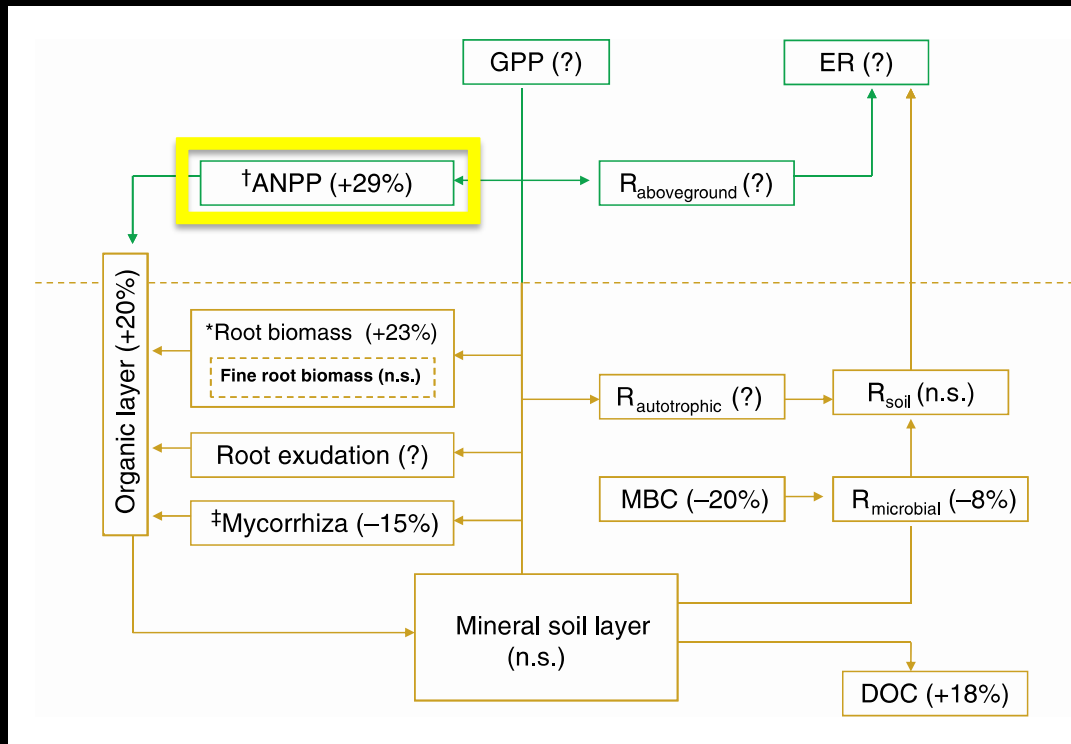 GPP (?)
ER (?)
†ANPP (+29%)
Raboveground (?)
Organic layer (+20%)
*Root biomass (+23%)
Fine root biomass (n.s.)
Rautotrophic (?)
Rsoil (n.s.)
Root exudation (?)
MBC (–20%)
Rmicrobial (–8%)
‡Mycorrhiza (–15%)
Mineral soil layer
(n.s.)
DOC (+18%)